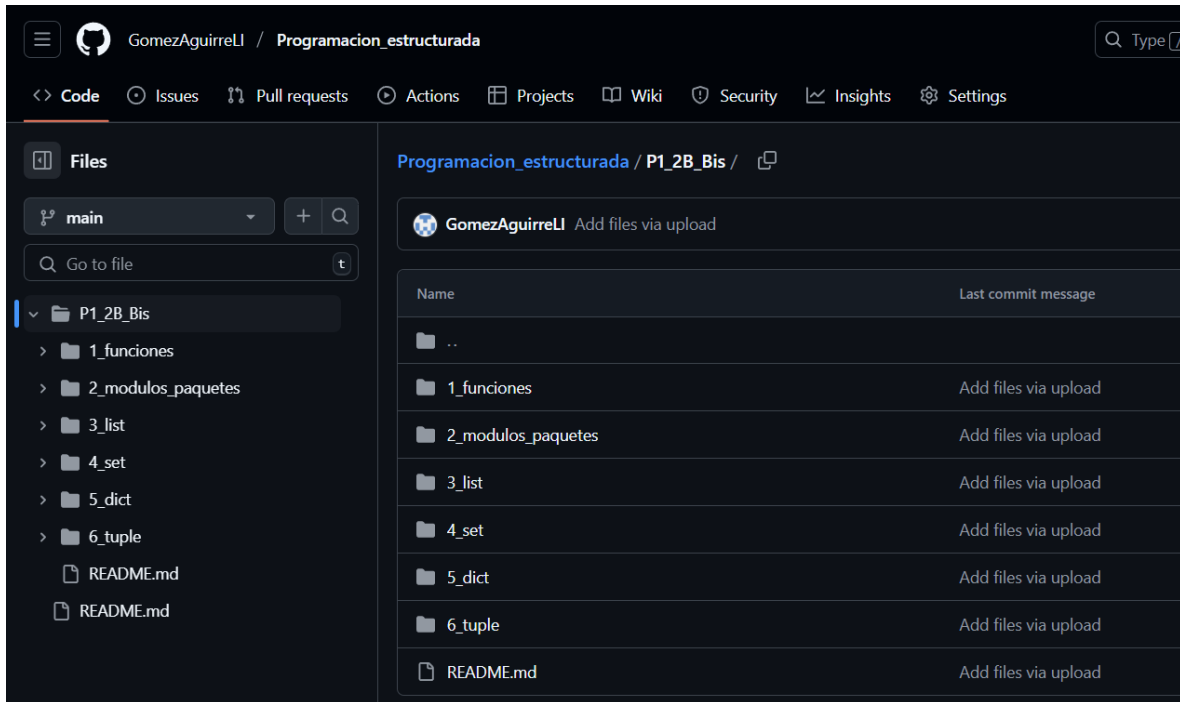 GomezAguirreLI / Programacion_estructurada
Type /
Code Issues Pull requests Actions Projects Wiki Security Insights Settings
Files
main
Go to file t
P1_2B_Bis
1_funciones
2_modulos_paquetes
3_list
4_set
5_dict
6_tuple
README.md
README.md
Programacion_estructurada / P1_2B_Bis /
GomezAguirreLI Add files via upload
Name Last commit message
..
1_funciones Add files via upload
2_modulos_paquetes Add files via upload
3_list Add files via upload
4_set Add files via upload
5_dict Add files via upload
6_tuple Add files via upload
README.md Add files via upload